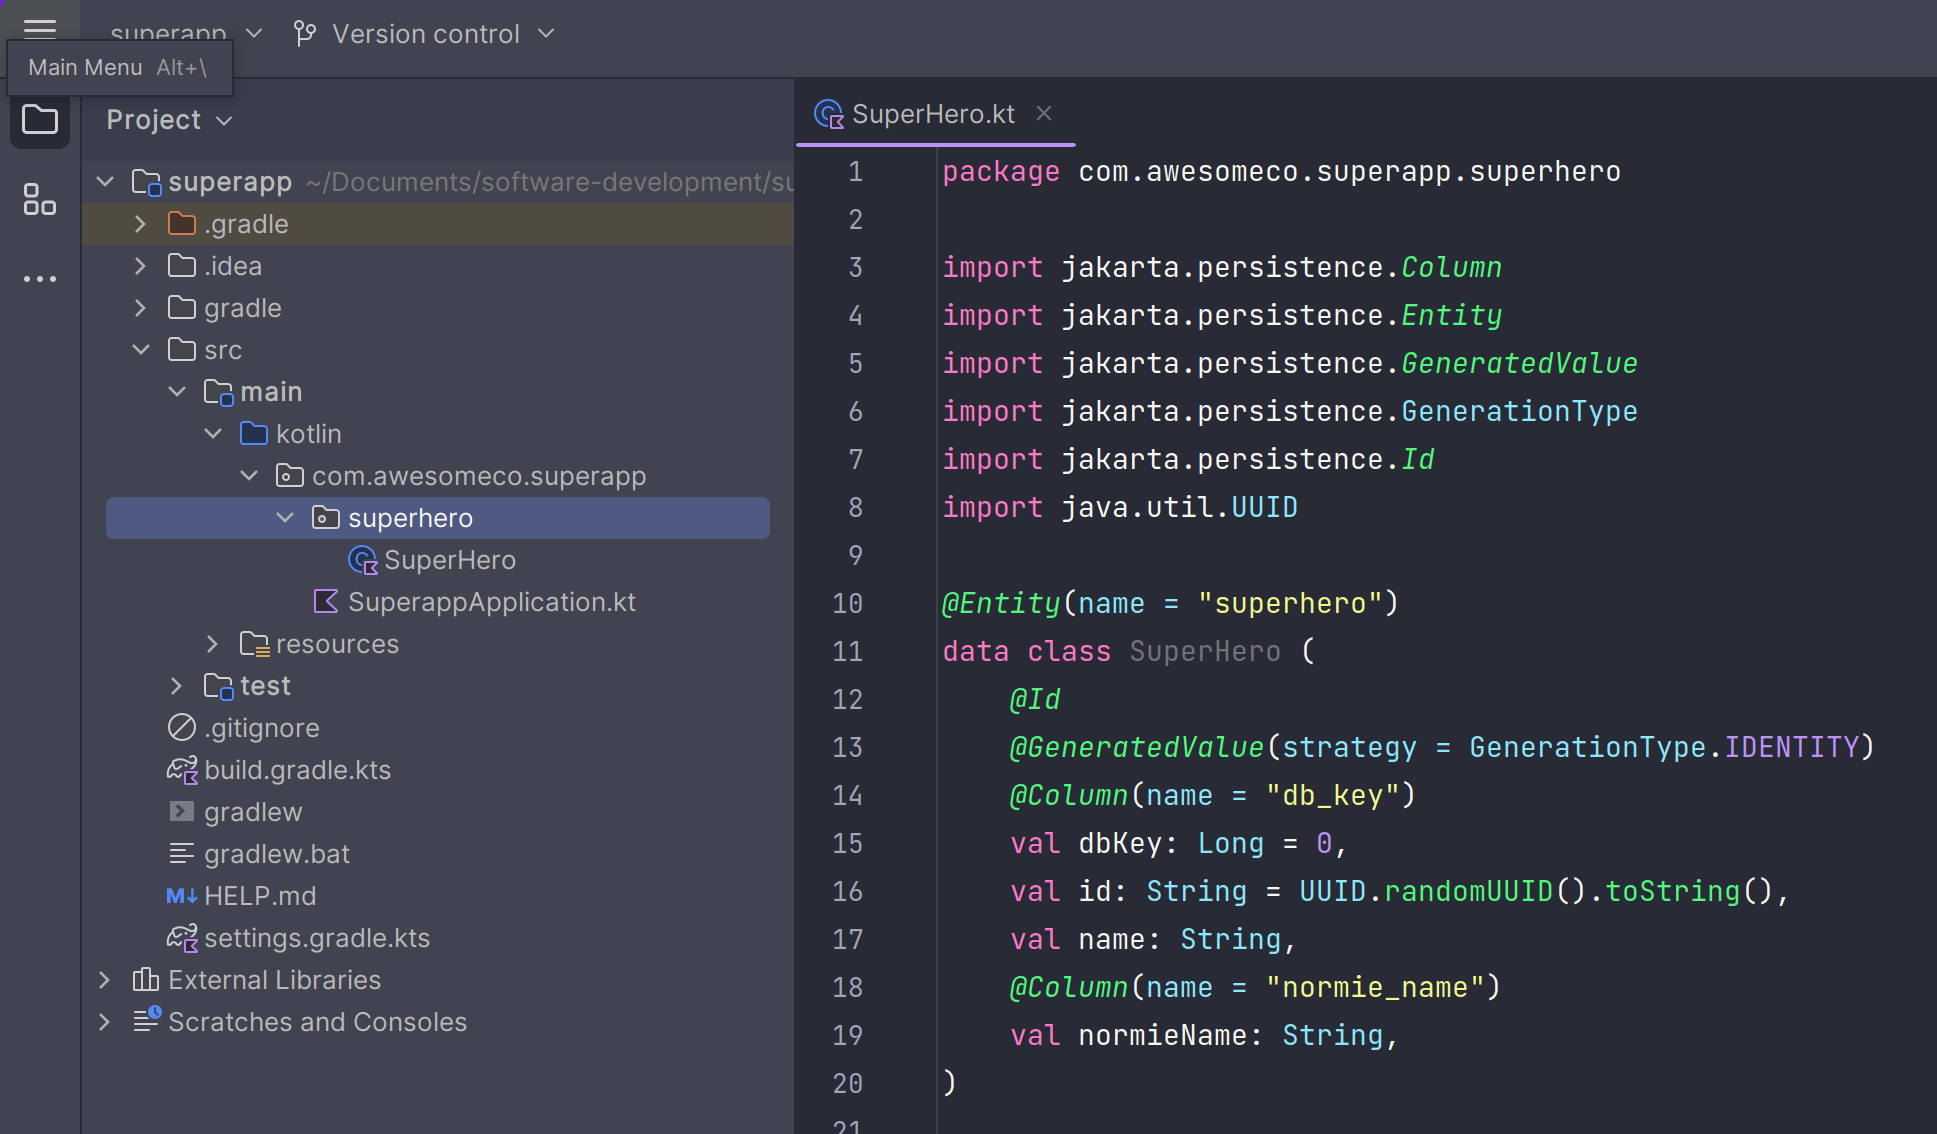 superapp
Version control
Main Menu Alt+\
Project
superapp ~/Documents/software-development/su
.gradle
.idea
gradle
src
main
kotlin
com.awesomeco.superapp
superhero
SuperHero
SuperappApplication.kt
resources
test
.gitignore
build.gradle.kts
gradlew
gradlew.bat
M↓ HELP.md
settings.gradle.kts
External Libraries
Scratches and Consoles
SuperHero.kt
1 package com.awesomeco.superapp.superhero
2
3 import jakarta.persistence.Column
4 import jakarta.persistence.Entity
5 import jakarta.persistence.GeneratedValue
6 import jakarta.persistence.GenerationType
7 import jakarta.persistence.Id
8 import java.util.UUID
9
10 @Entity(name = "superhero")
11 data class SuperHero (
12     @Id
13     @GeneratedValue(strategy = GenerationType.IDENTITY)
14     @Column(name = "db_key")
15     val dbKey: Long = 0,
16     val id: String = UUID.randomUUID().toString(),
17     val name: String,
18     @Column(name = "normie_name")
19     val normieName: String,
20 )
21